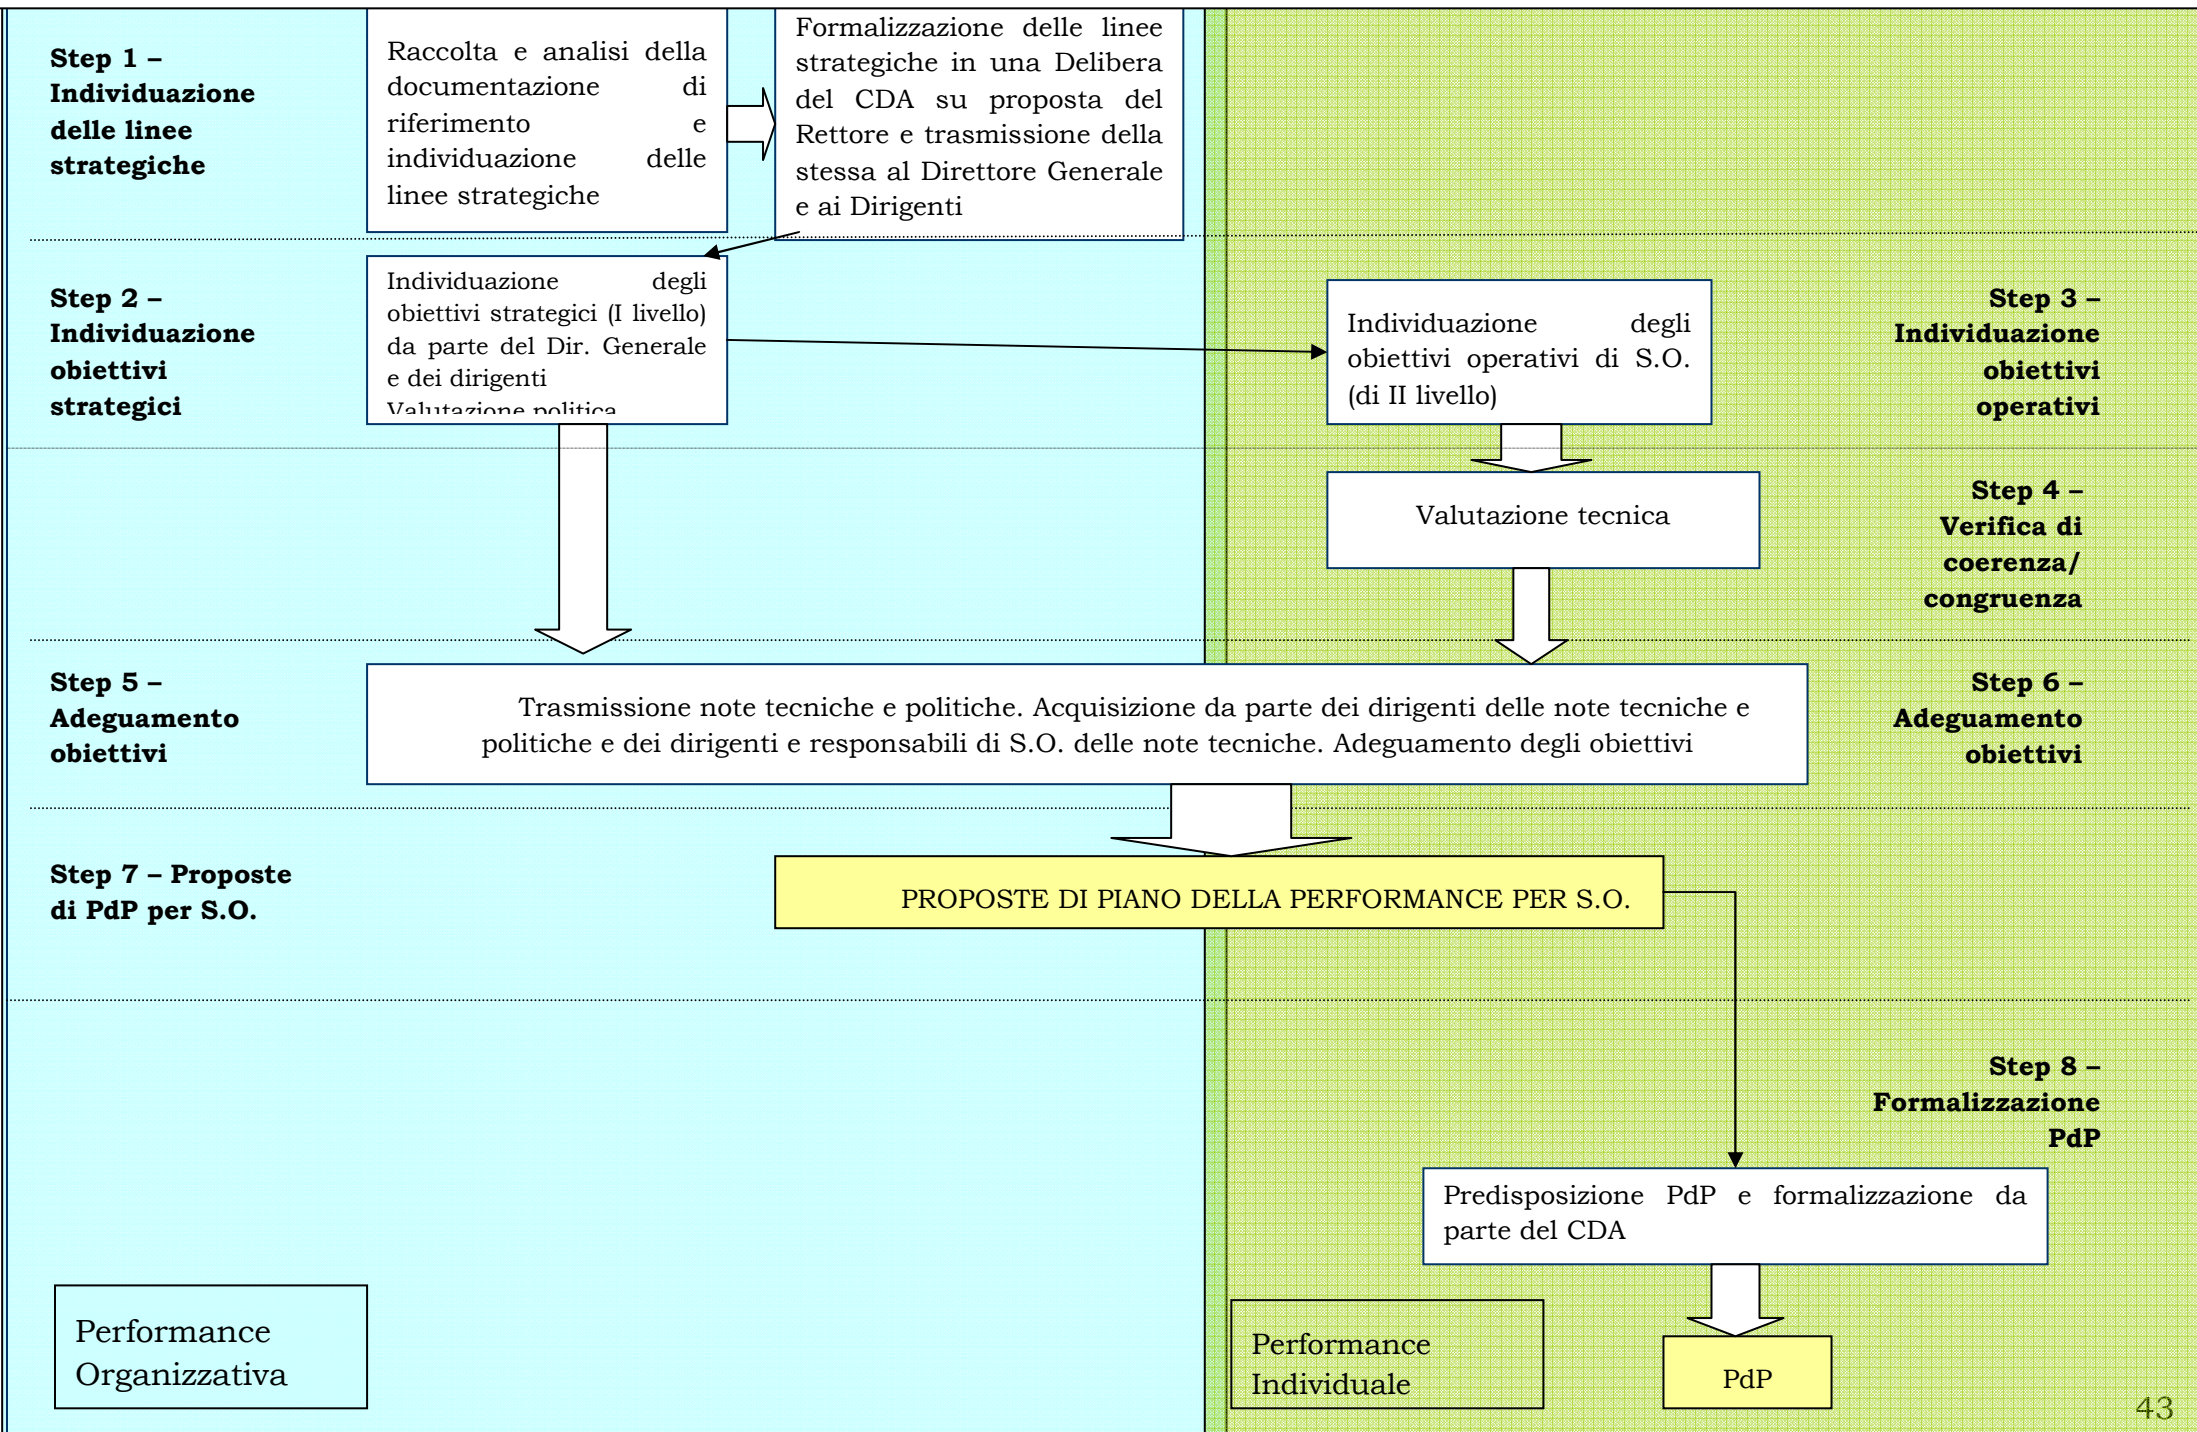 Step 1 –
Individuazione
delle linee
strategiche
Raccolta e analisi della
documentazione di
riferimento e
individuazione delle
linee strategiche
Formalizzazione delle linee
strategiche in una Delibera
del CDA su proposta del
Rettore e trasmissione della
stessa al Direttore Generale
e ai Dirigenti
Step 2 –
Individuazione
obiettivi
strategici
Individuazione degli
obiettivi strategici (I livello)
da parte del Dir. Generale
e dei dirigenti
Valutazione politica
Individuazione degli
obiettivi operativi di S.O.
(di II livello)
Step 3 –
Individuazione
obiettivi
operativi
Valutazione tecnica
Step 4 –
Verifica di
coerenza/
congruenza
Step 5 –
Adeguamento
obiettivi
Trasmissione note tecniche e politiche. Acquisizione da parte dei dirigenti delle note tecniche e
politiche e dei dirigenti e responsabili di S.O. delle note tecniche. Adeguamento degli obiettivi
Step 6 –
Adeguamento
obiettivi
Step 7 – Proposte
di PdP per S.O.
PROPOSTE DI PIANO DELLA PERFORMANCE PER S.O.
Step 8 –
Formalizzazione
PdP
Predisposizione PdP e formalizzazione da
parte del CDA
Performance
Organizzativa
Performance
Individuale
PdP
43